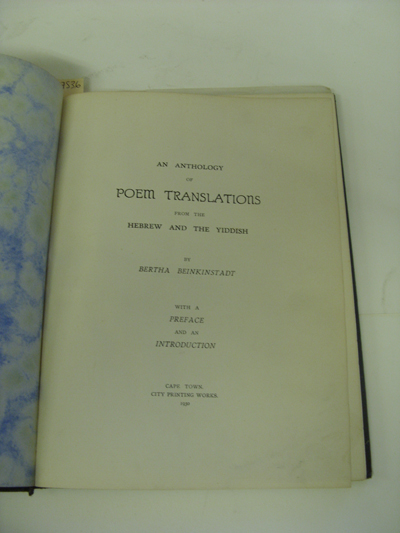 AN ANTHOLOGY
OF
POEM TRANSLATIONS
FROM THE
HEBREW AND THE YIDDISH
BY
BERTHA BEINKINSTADT
WITH A
PREFACE
AND AN
INTRODUCTION
CAPE TOWN.
CITY PRINTING WORKS.
1930